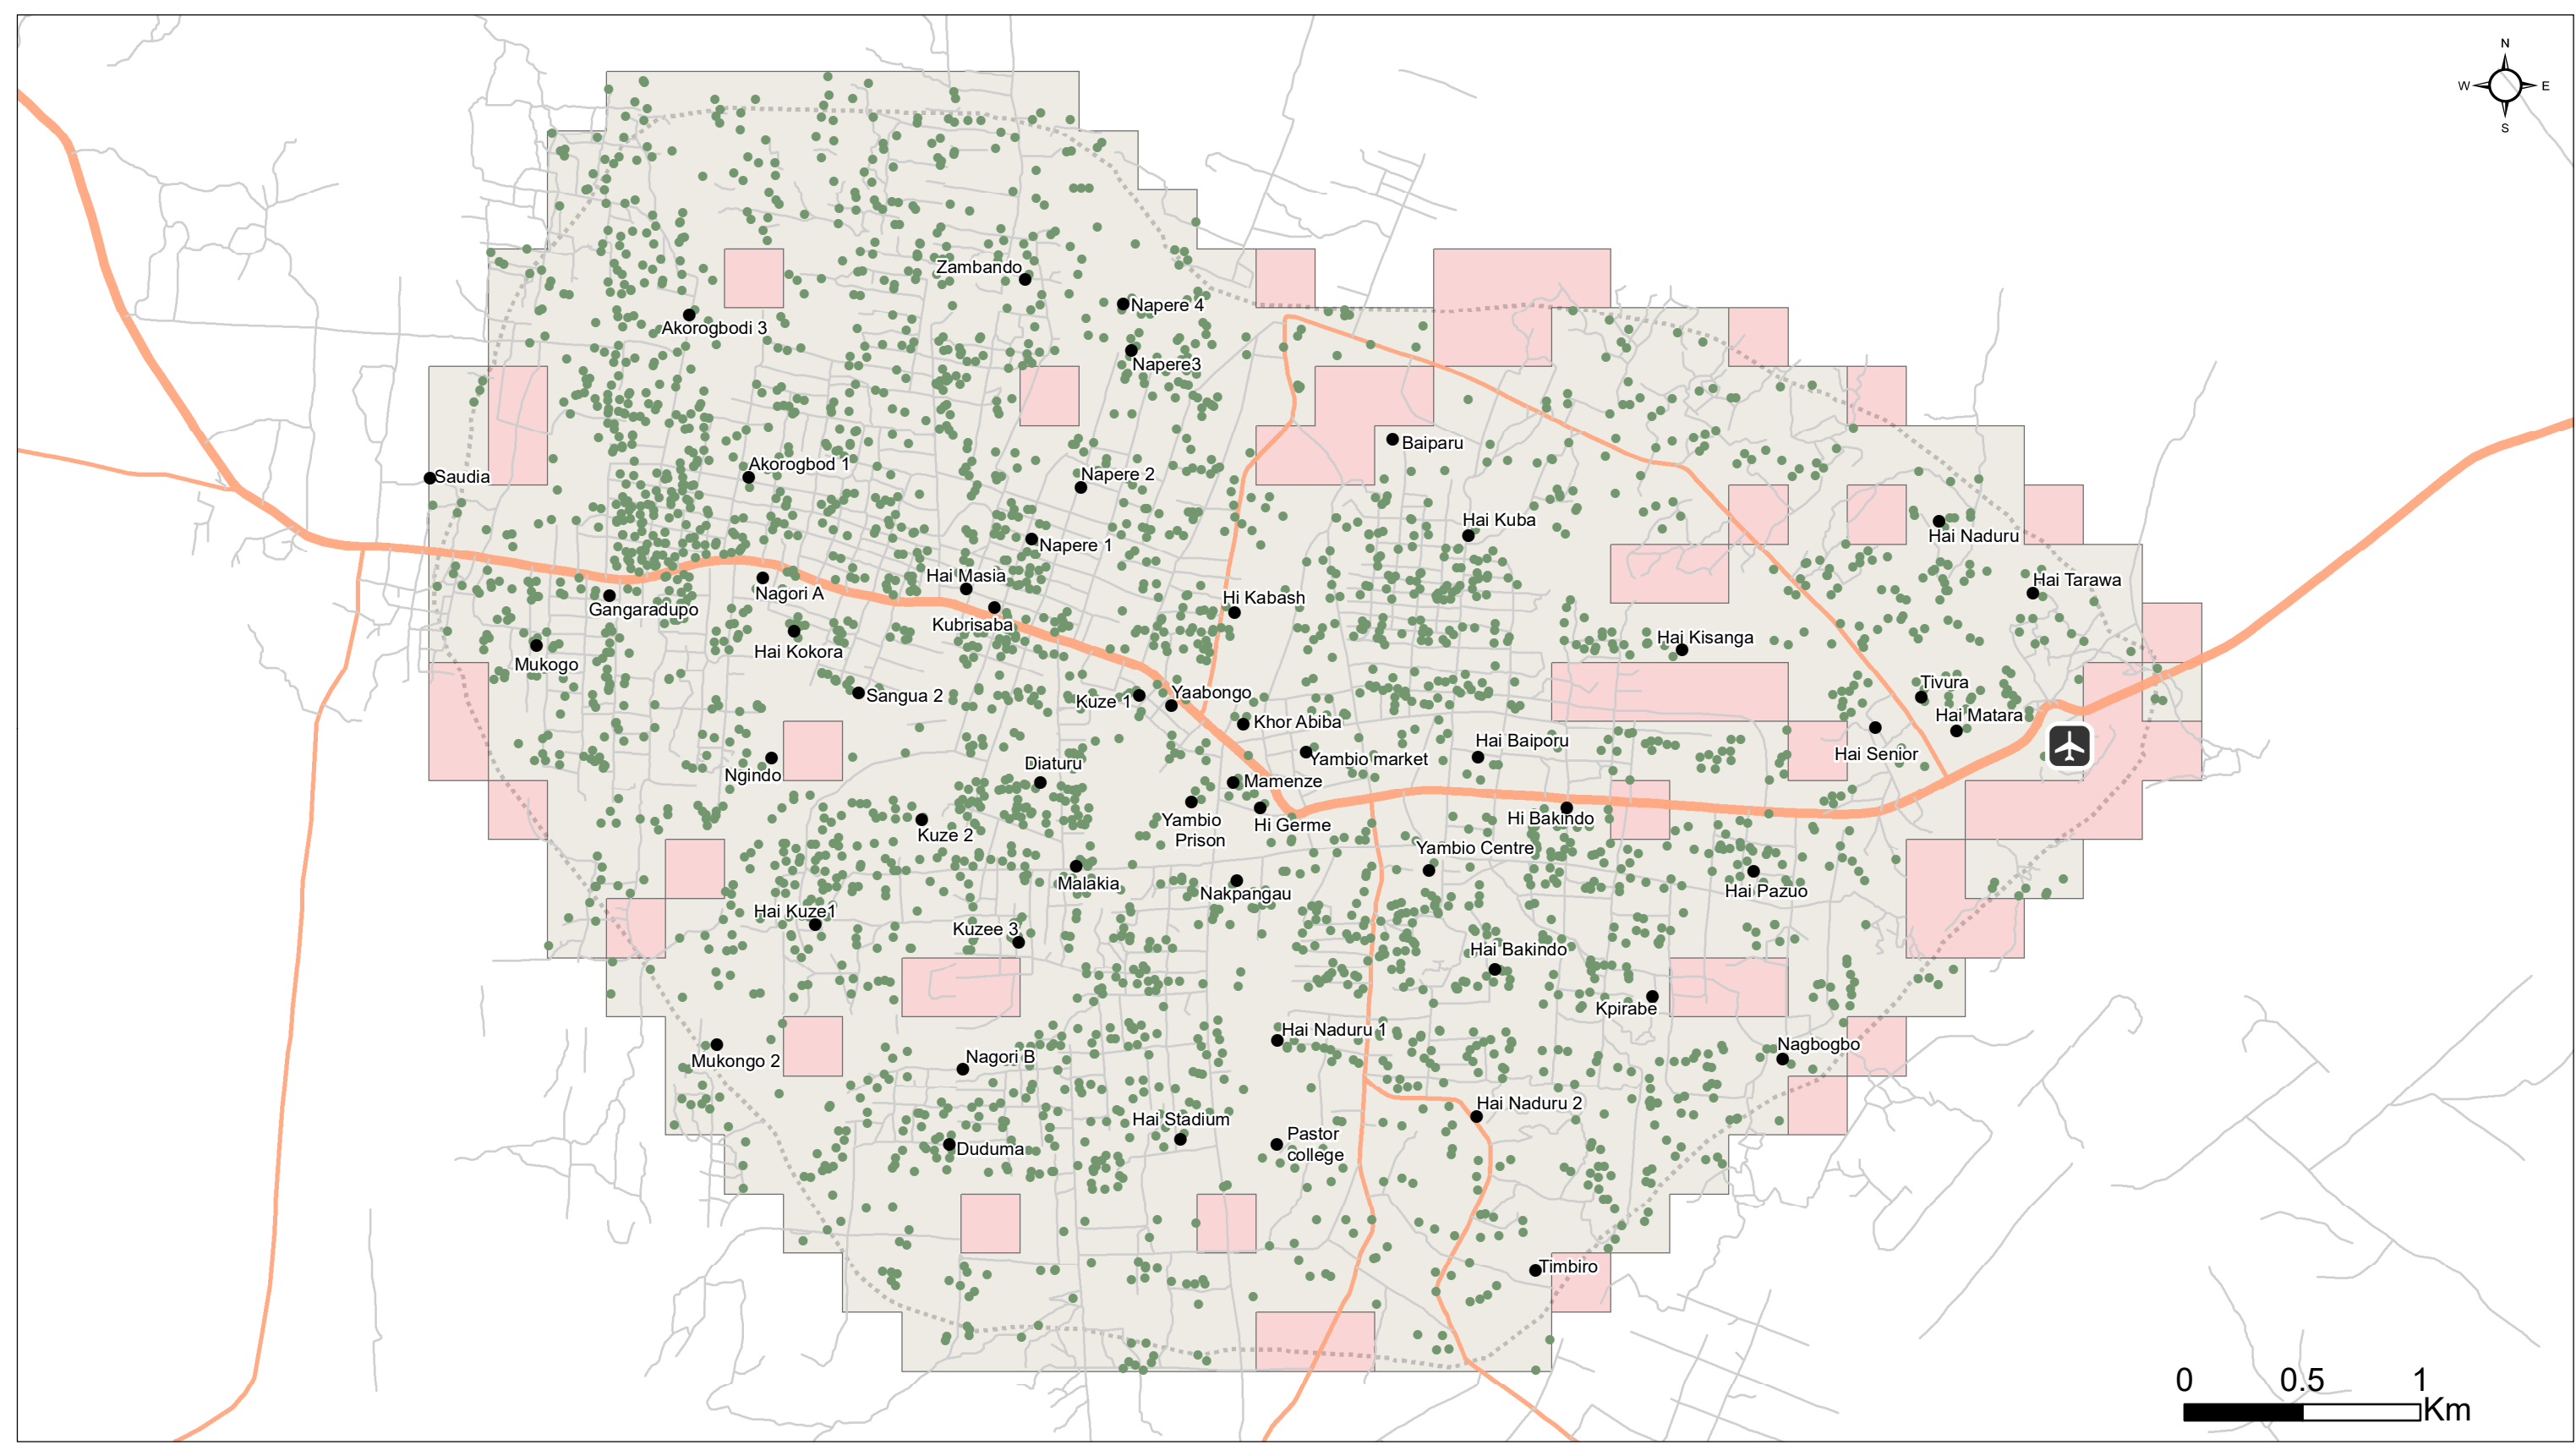 N
W E
S
Zambando
Napere 4
Akorogbodi 3
Napere3
Baiparu
Akorogbod 1
Saudia
Napere 2
Hai Kuba
Hai Naduru
Napere 1
Hai Masia
Hai Tarawa
Nagori A
Hi Kabash
Gangaradupo
Kubrisaba
Hai Kisanga
Hai Kokora
Mukogo
Tivura
Sangua 2
Yaabongo
Kuze 1
Hai Matara
Khor Abiba
Hai Baiporu
Hai Senior
Yambio market
Diaturu
Ngindo
Mamenze
Yambio
Prison
Hi Germe
Hi Bakindo
Kuze 2
Yambio Centre
Malakia
Nakpangau
Hai Pazuo
Hai Kuze1
Kuzee 3
Hai Bakindo
Kpirabe
Hai Naduru 1
Nagbogbo
Mukongo 2
Nagori B
Hai Naduru 2
Hai Stadium
Pastor
college
Duduma
Timbiro
0 0.5 1
Km